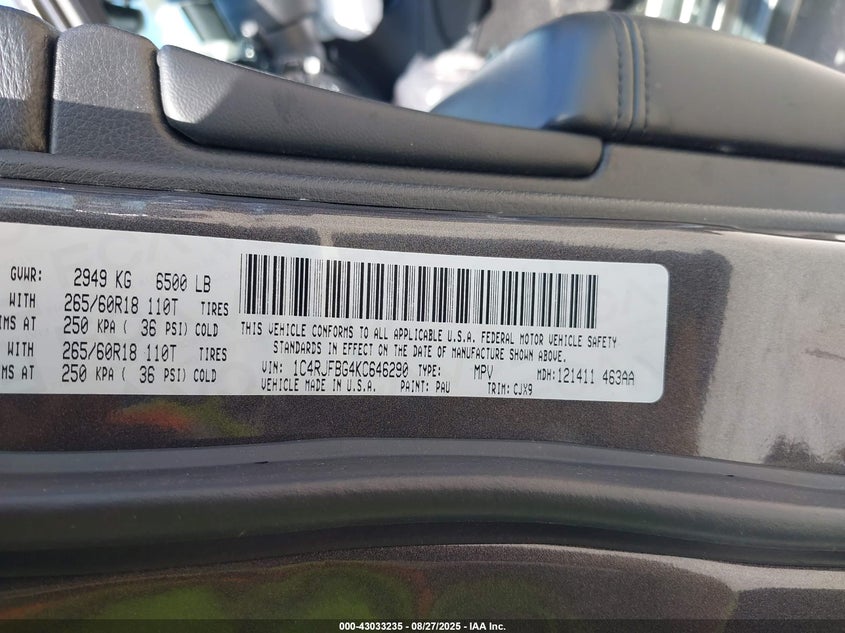 GVWR: 2949 KG 6500 LB
WITH 265/60R18 110T TIRES
IMS AT 250 KPA ( 36 PSI) COLD
WITH 265/60R18 110T TIRES
IMS AT 250 KPA ( 36 PSI) COLD
THIS VEHICLE CONFORMS TO ALL APPLICABLE U.S.A. FEDERAL MOTOR VEHICLE SAFETY
STANDARDS IN EFFECT ON THE DATE OF MANUFACTURE SHOWN ABOVE.
VIN: 1C4RJFBG4KC646290 TYPE: MPV MDH: 121411 463AA
VEHICLE MADE IN U.S.A. PAINT: PAU TRIM: CJX9
000-43033235 - 08/27/2025 - IAA Inc.